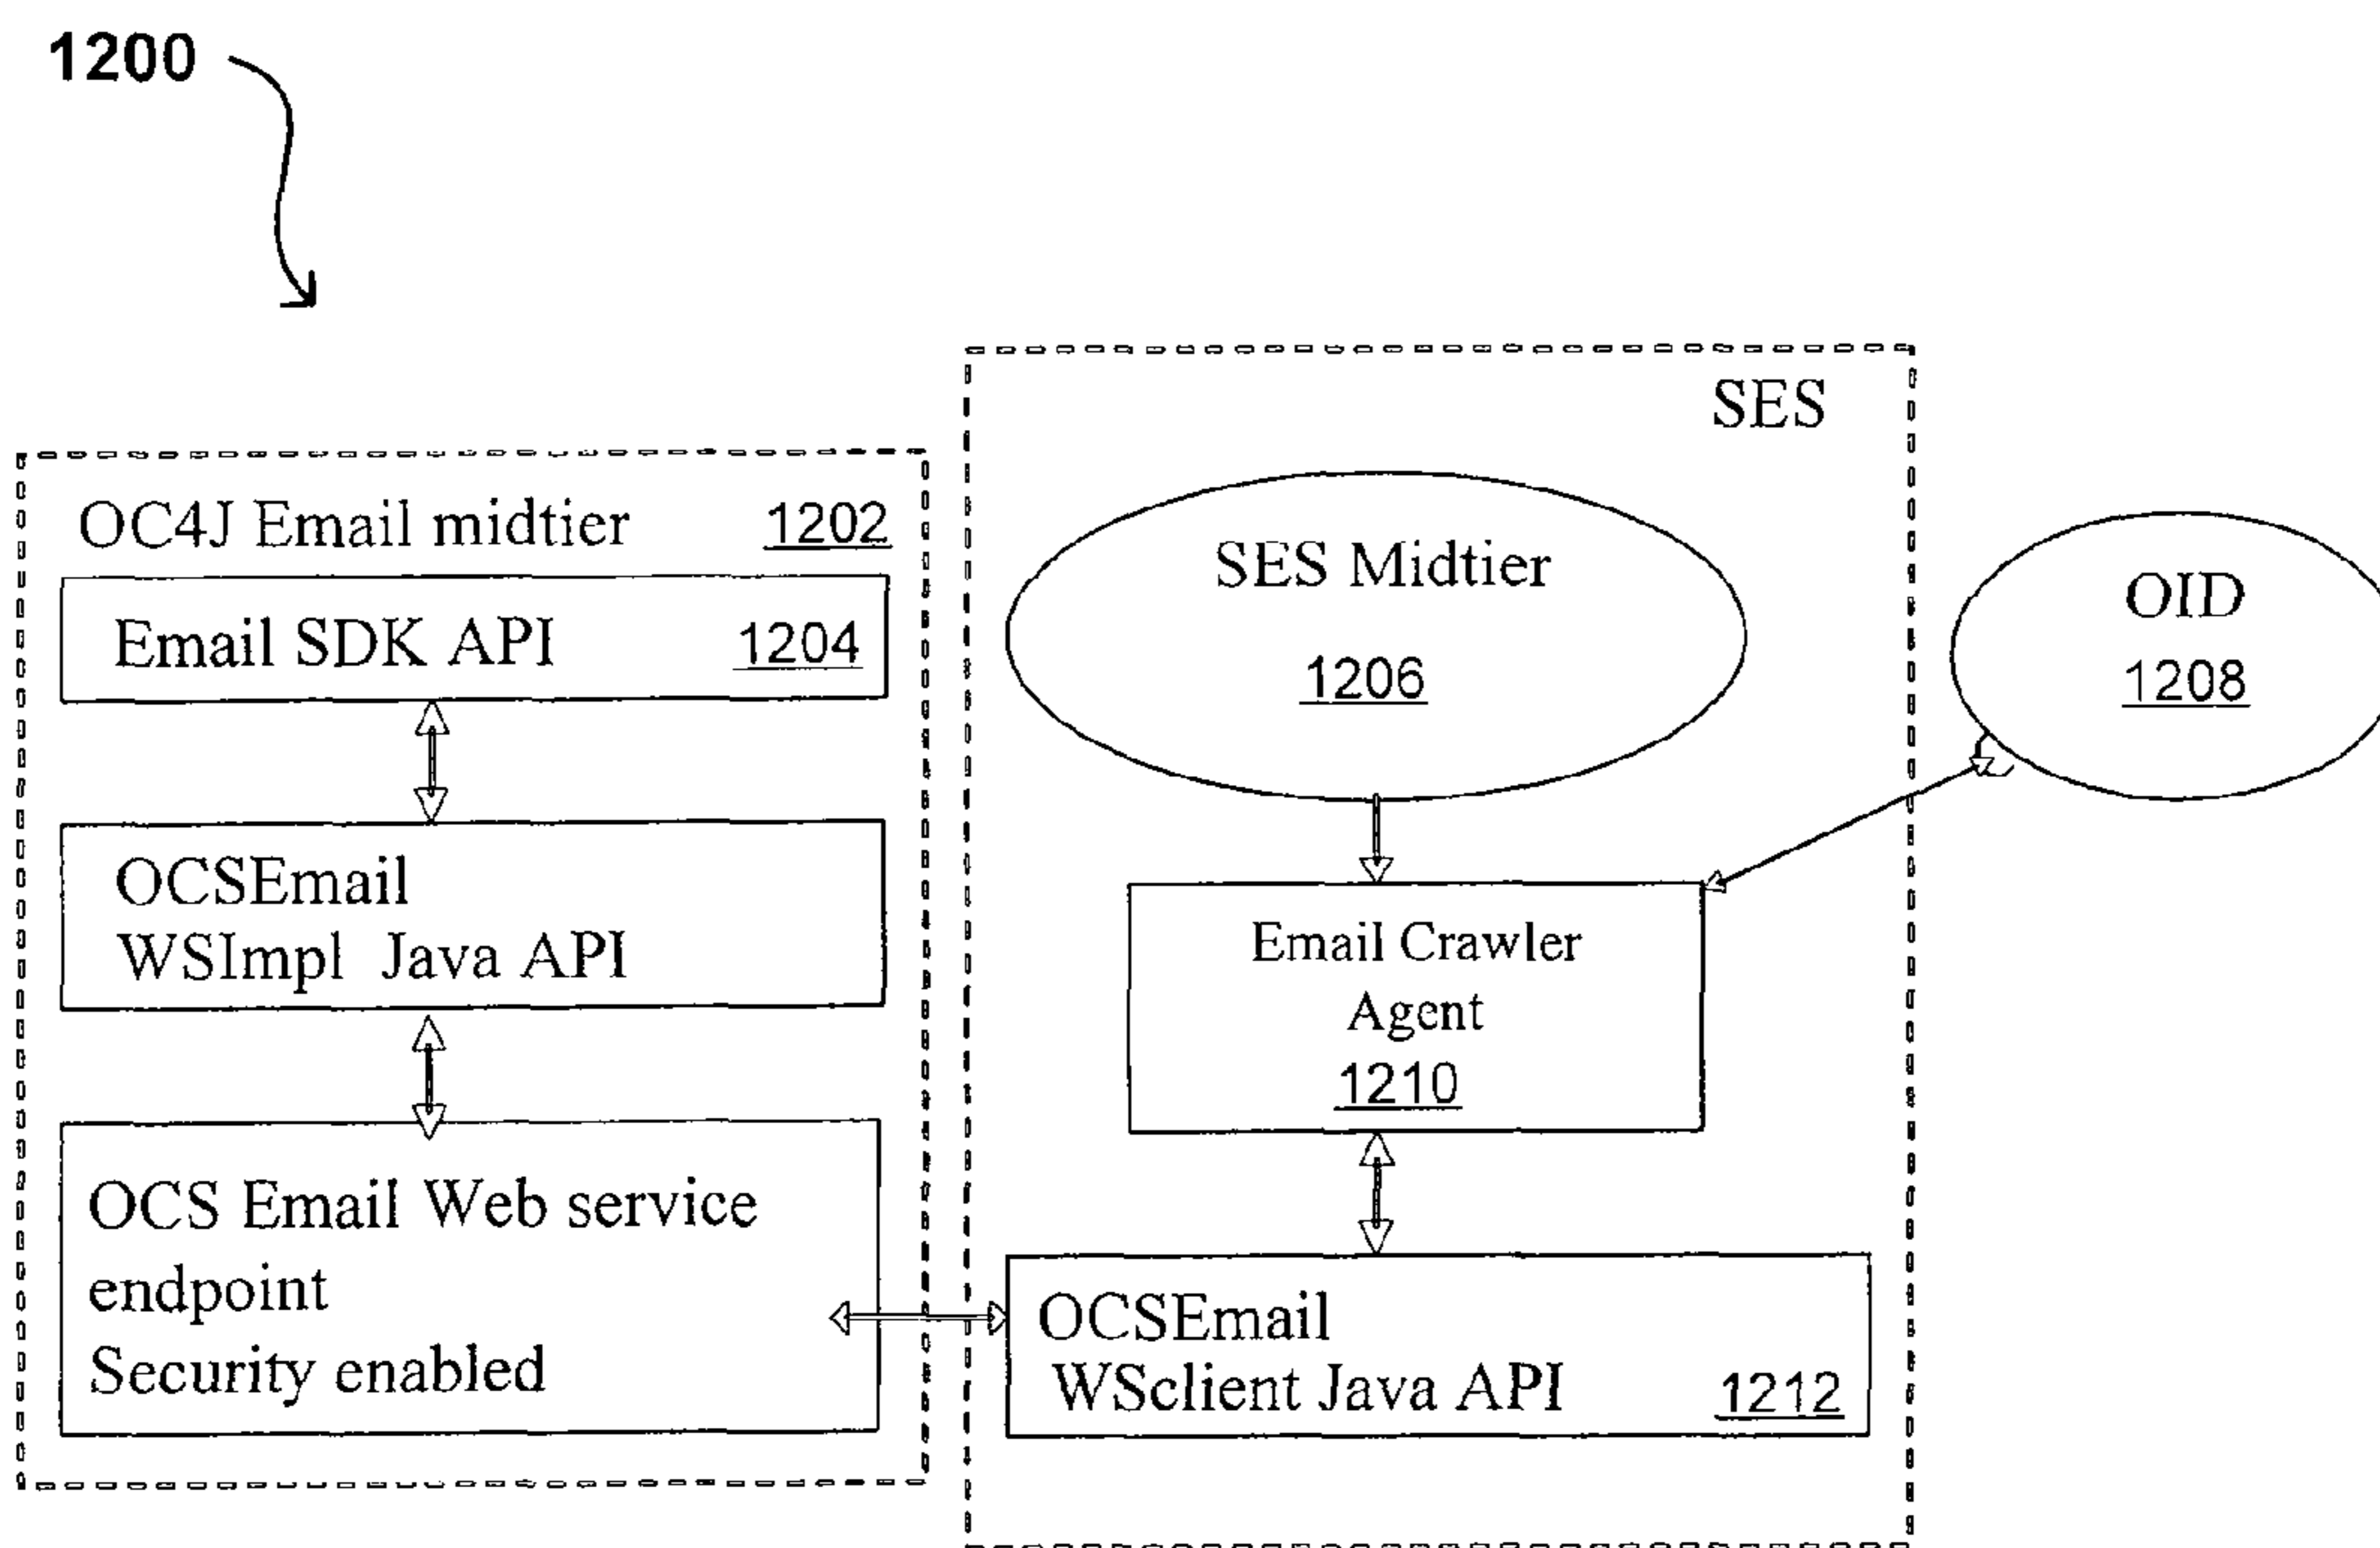 1200
OC4J Email midtier 1202
Email SDK API 1204
OCSEmail
WSImpl Java API
OCS Email Web service
endpoint
Security enabled
SES
SES Midtier
1206
Email Crawler
Agent
1210
OCSEmail
WSclient Java API 1212
OID
1208